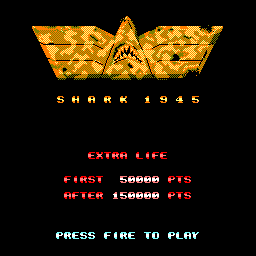 SHARK 1945
EXTRA LIFE
FIRST 50000 PTS
AFTER 150000 PTS
PRESS FIRE TO PLAY